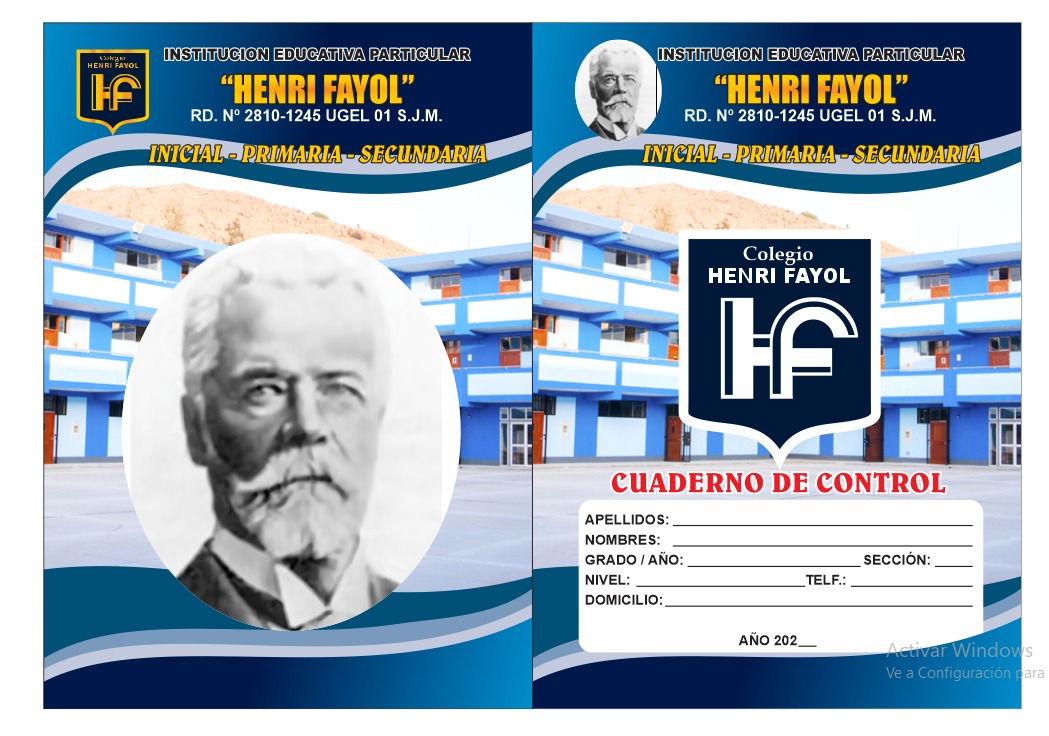 Colegio
HENRI FAYOL
HF
INSTITUCION EDUCATIVA PARTICULAR
“HENRI FAYOL”
RD. Nº 2810-1245 UGEL 01 S.J.M.
INICIAL - PRIMARIA - SECUNDARIA
INSTITUCION EDUCATIVA PARTICULAR
“HENRI FAYOL”
RD. Nº 2810-1245 UGEL 01 S.J.M.
INICIAL - PRIMARIA - SECUNDARIA
Colegio
HENRI FAYOL
HF
CUADERNO DE CONTROL
APELLIDOS:
NOMBRES:
GRADO / AÑO: SECCIÓN:
NIVEL: TELF.:
DOMICILIO:
AÑO 202__
Activar Windows
Ve a Configuración para